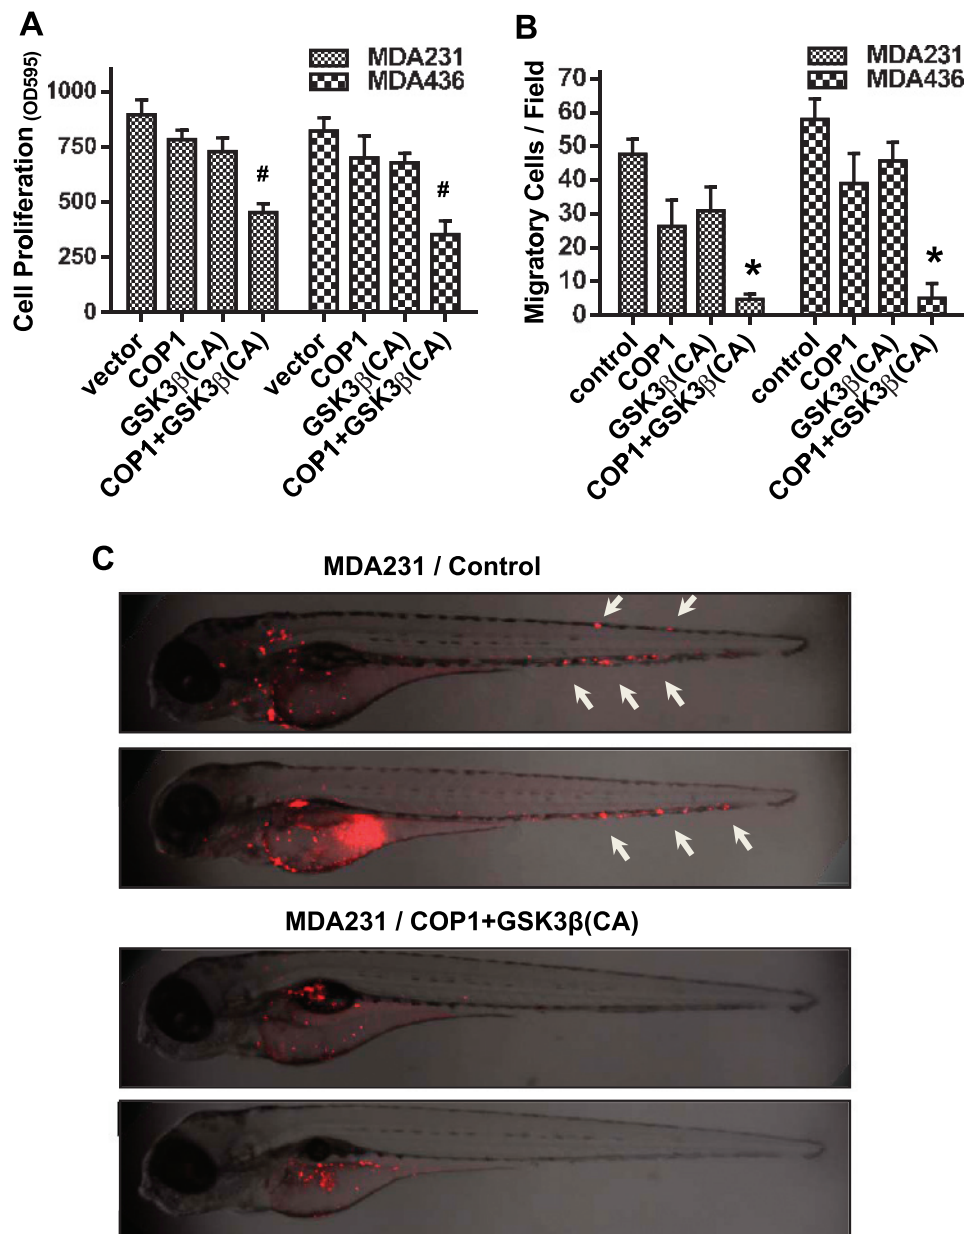 A
Cell Proliferation (OD595)
MDA231
MDA436
1000
750
500
250
0
#
#
vector
COP1
GSK3β(CA)
COP1+GSK3β(CA)
vector
COP1
GSK3β(CA)
COP1+GSK3β(CA)
B
Migratory Cells / Field
MDA231
MDA436
70
60
50
40
30
20
10
0
*
*
control
COP1
GSK3β(CA)
COP1+GSK3β(CA)
control
COP1
GSK3β(CA)
COP1+GSK3β(CA)
C
MDA231 / Control
MDA231 / COP1+GSK3β(CA)